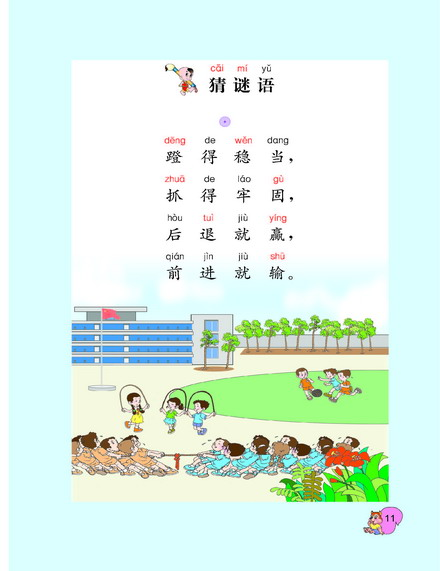 cāi mí yǔ
猜谜语
dēng de wěn dang
蹬得稳当，
zhuā de láo gù
抓得牢固，
hòu tuì jiù yíng
后退就赢，
qián jìn jiù shū
前进就输。
11